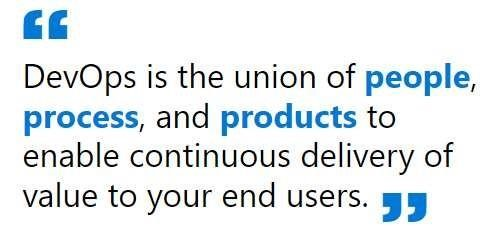 “
DevOps is the union of people,
process, and products to
enable continuous delivery of
value to your end users. ”